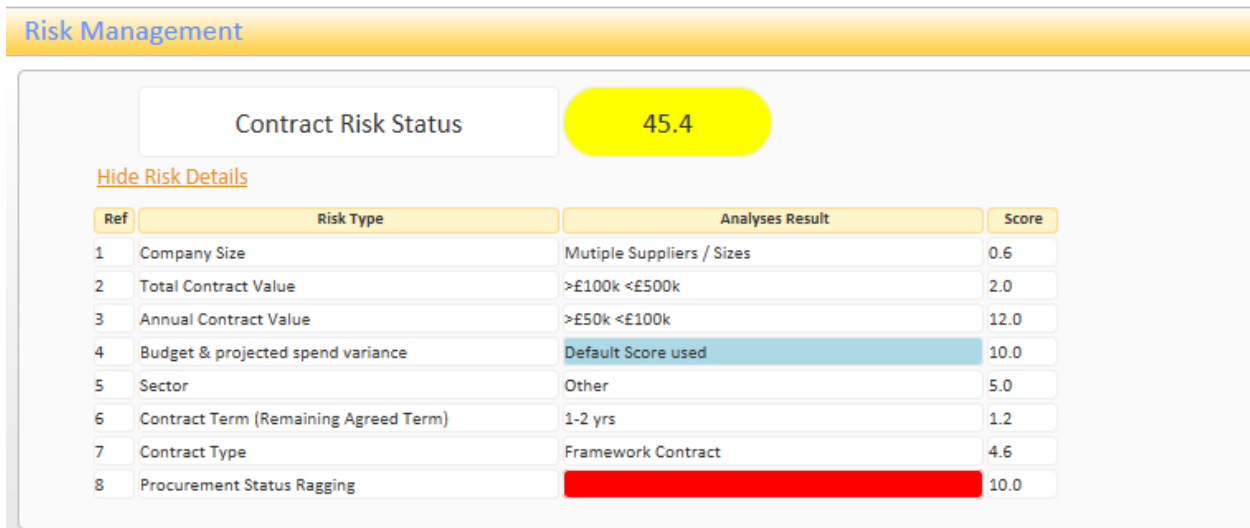 Risk Management
Contract Risk Status 45.4
Hide Risk Details
Ref Risk Type Analyses Result Score
1 Company Size Mutiple Suppliers / Sizes 0.6
2 Total Contract Value >£100k <£500k 2.0
3 Annual Contract Value >£50k <£100k 12.0
4 Budget & projected spend variance Default Score used 10.0
5 Sector Other 5.0
6 Contract Term (Remaining Agreed Term) 1-2 yrs 1.2
7 Contract Type Framework Contract 4.6
8 Procurement Status Ragging 10.0